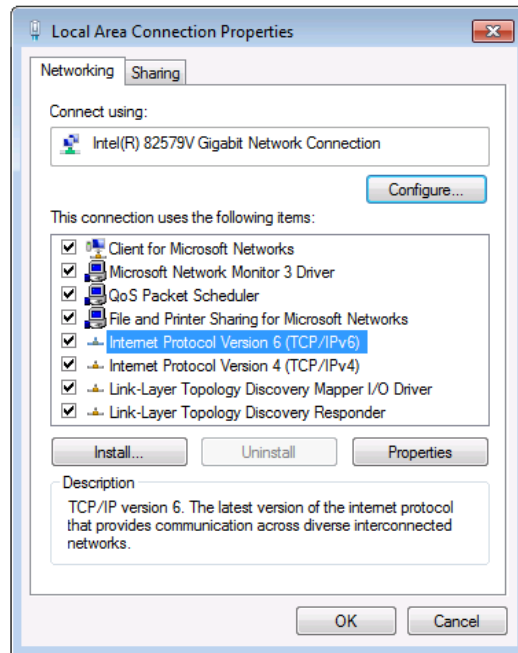 Local Area Connection Properties
Networking
Sharing
Connect using:
Intel(R) 82579V Gigabit Network Connection
Configure...
This connection uses the following items:
Client for Microsoft Networks
Microsoft Network Monitor 3 Driver
QoS Packet Scheduler
File and Printer Sharing for Microsoft Networks
Internet Protocol Version 6 (TCP/IPv6)
Internet Protocol Version 4 (TCP/IPv4)
Link-Layer Topology Discovery Mapper I/O Driver
Link-Layer Topology Discovery Responder
Install...
Uninstall
Properties
Description
TCP/IP version 6. The latest version of the internet protocol
that provides communication across diverse interconnected
networks.
OK
Cancel